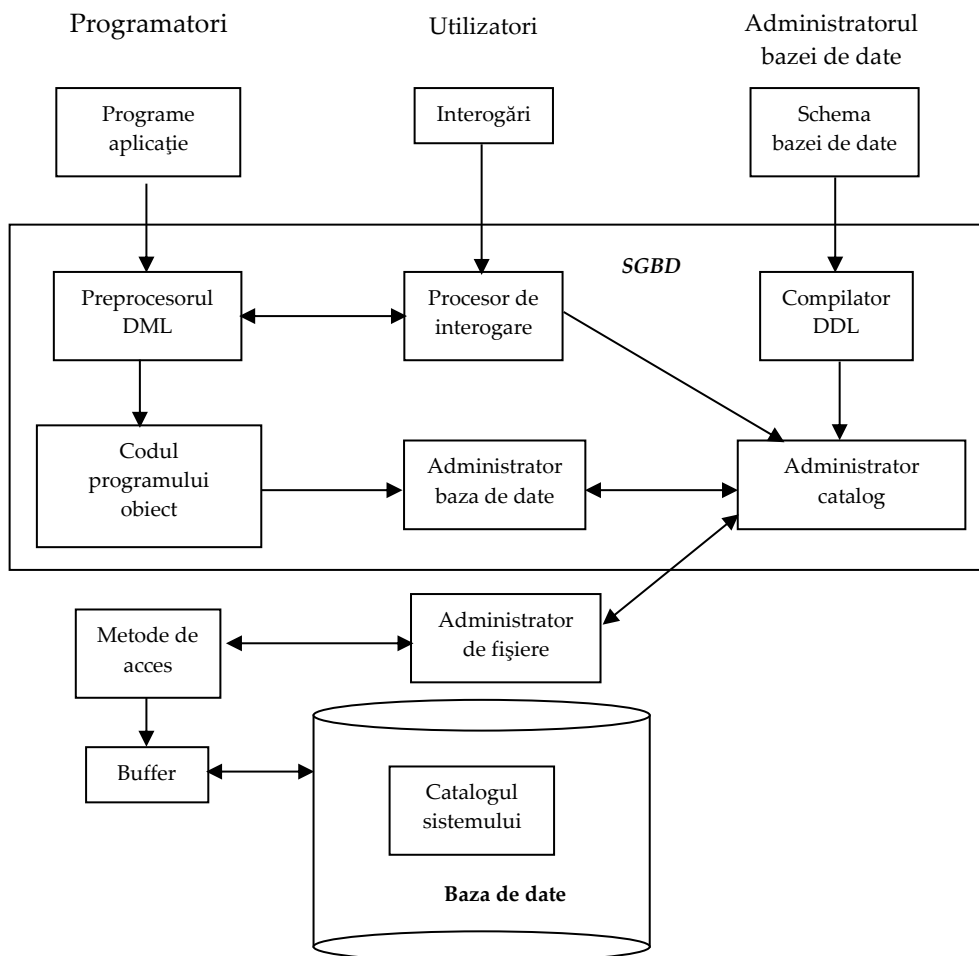 Programatori
Utilizatori
Administratorul
bazei de date
Programe
aplicaţie
Interogări
Schema
bazei de date
SGBD
Preprocesorul
DML
Procesor de
interogare
Compilator
DDL
Codul
programului
obiect
Administrator
baza de date
Administrator
catalog
Metode de
acces
Administrator
de fişiere
Buffer
Catalogul
sistemului
Baza de date